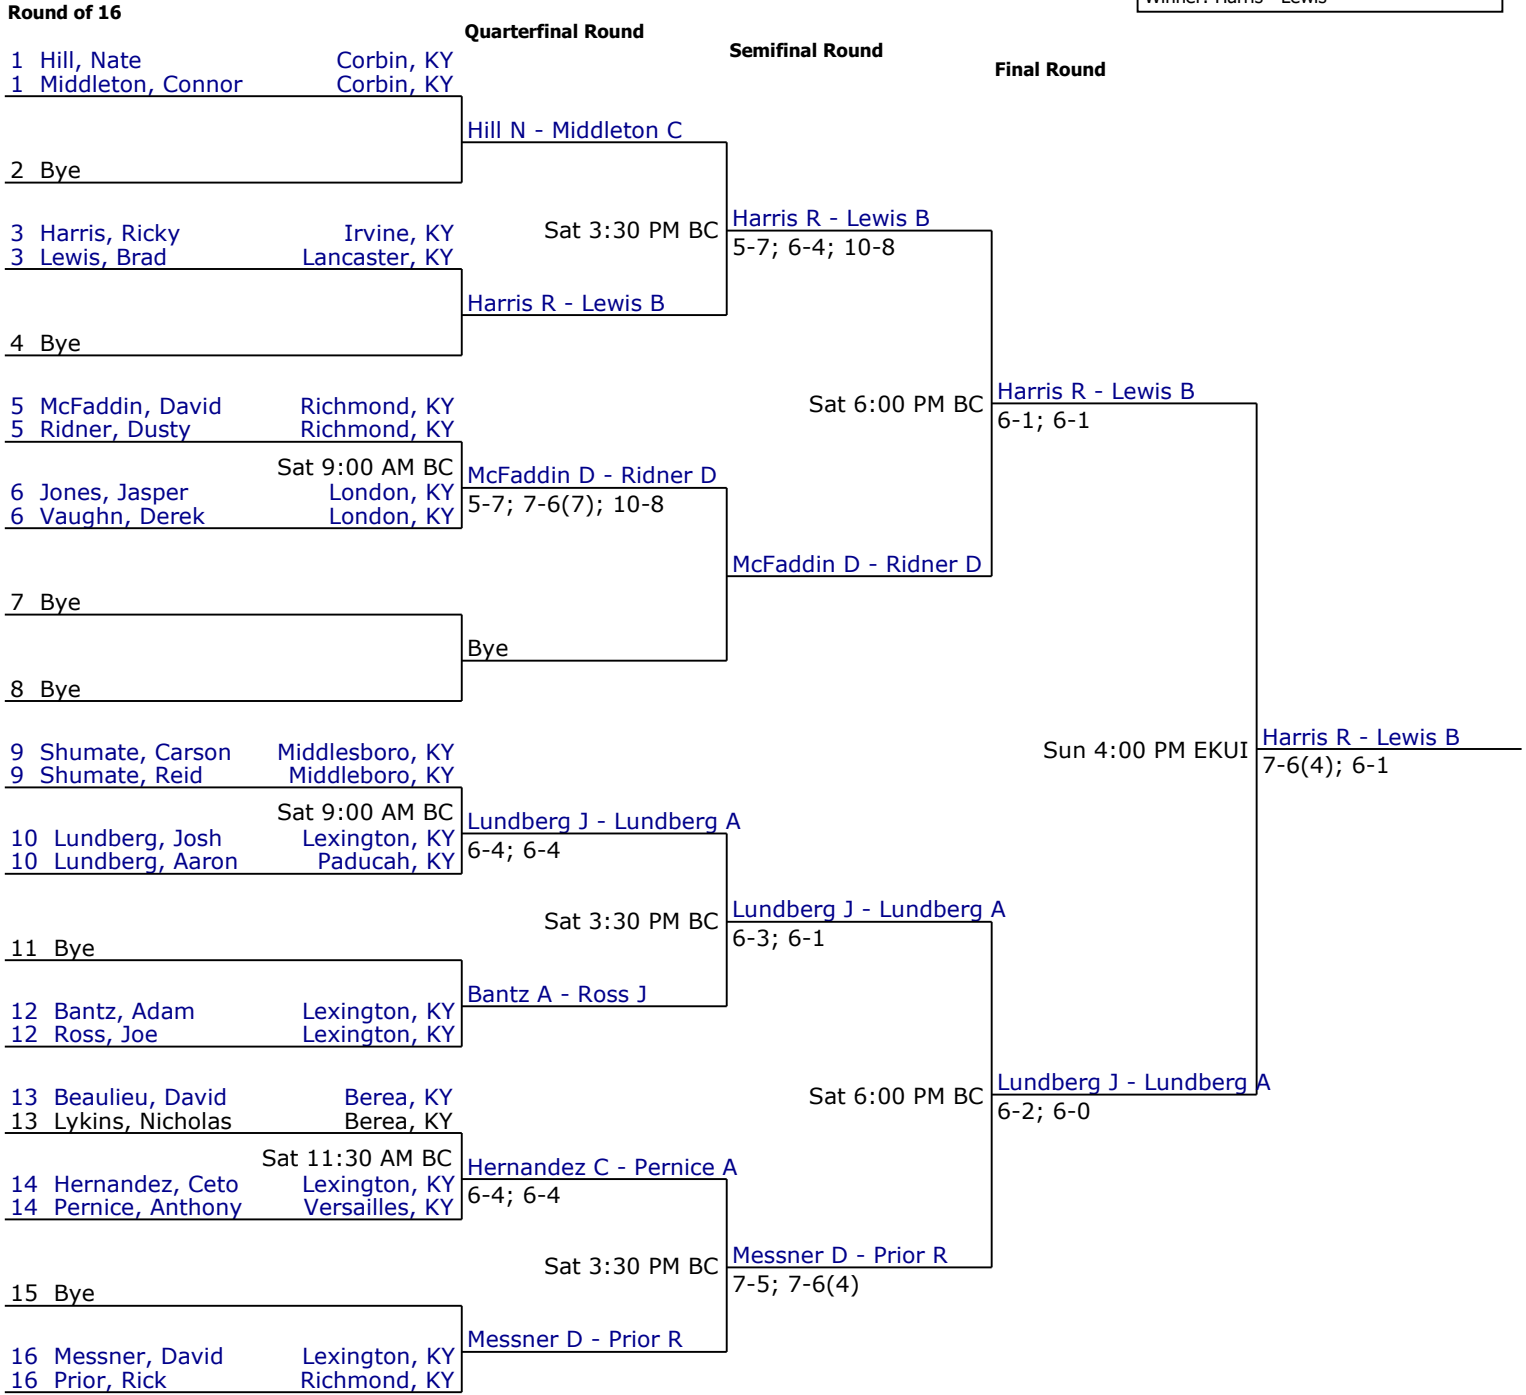 Winner: Harris - Lewis
Round of 16
Quarterfinal Round
Semifinal Round
Final Round
1 Hill, Nate Corbin, KY
1 Middleton, Connor Corbin, KY
Hill N - Middleton C
2 Bye
Sat 3:30 PM BC
Harris R - Lewis B
5-7; 6-4; 10-8
3 Harris, Ricky Irvine, KY
3 Lewis, Brad Lancaster, KY
Harris R - Lewis B
4 Bye
Sat 6:00 PM BC
Harris R - Lewis B
6-1; 6-1
5 McFaddin, David Richmond, KY
5 Ridner, Dusty Richmond, KY
Sat 9:00 AM BC
McFaddin D - Ridner D
5-7; 7-6(7); 10-8
6 Jones, Jasper London, KY
6 Vaughn, Derek London, KY
McFaddin D - Ridner D
7 Bye
Bye
8 Bye
Sun 4:00 PM EKUI
Harris R - Lewis B
7-6(4); 6-1
9 Shumate, Carson Middlesboro, KY
9 Shumate, Reid Middleboro, KY
Sat 9:00 AM BC
Lundberg J - Lundberg A
6-4; 6-4
10 Lundberg, Josh Lexington, KY
10 Lundberg, Aaron Paducah, KY
Sat 3:30 PM BC
Lundberg J - Lundberg A
6-3; 6-1
11 Bye
Bantz A - Ross J
12 Bantz, Adam Lexington, KY
12 Ross, Joe Lexington, KY
Sat 6:00 PM BC
Lundberg J - Lundberg A
6-2; 6-0
13 Beaulieu, David Berea, KY
13 Lykins, Nicholas Berea, KY
Sat 11:30 AM BC
Hernandez C - Pernice A
6-4; 6-4
14 Hernandez, Ceto Lexington, KY
14 Pernice, Anthony Versailles, KY
Sat 3:30 PM BC
Messner D - Prior R
7-5; 7-6(4)
15 Bye
Messner D - Prior R
16 Messner, David Lexington, KY
16 Prior, Rick Richmond, KY